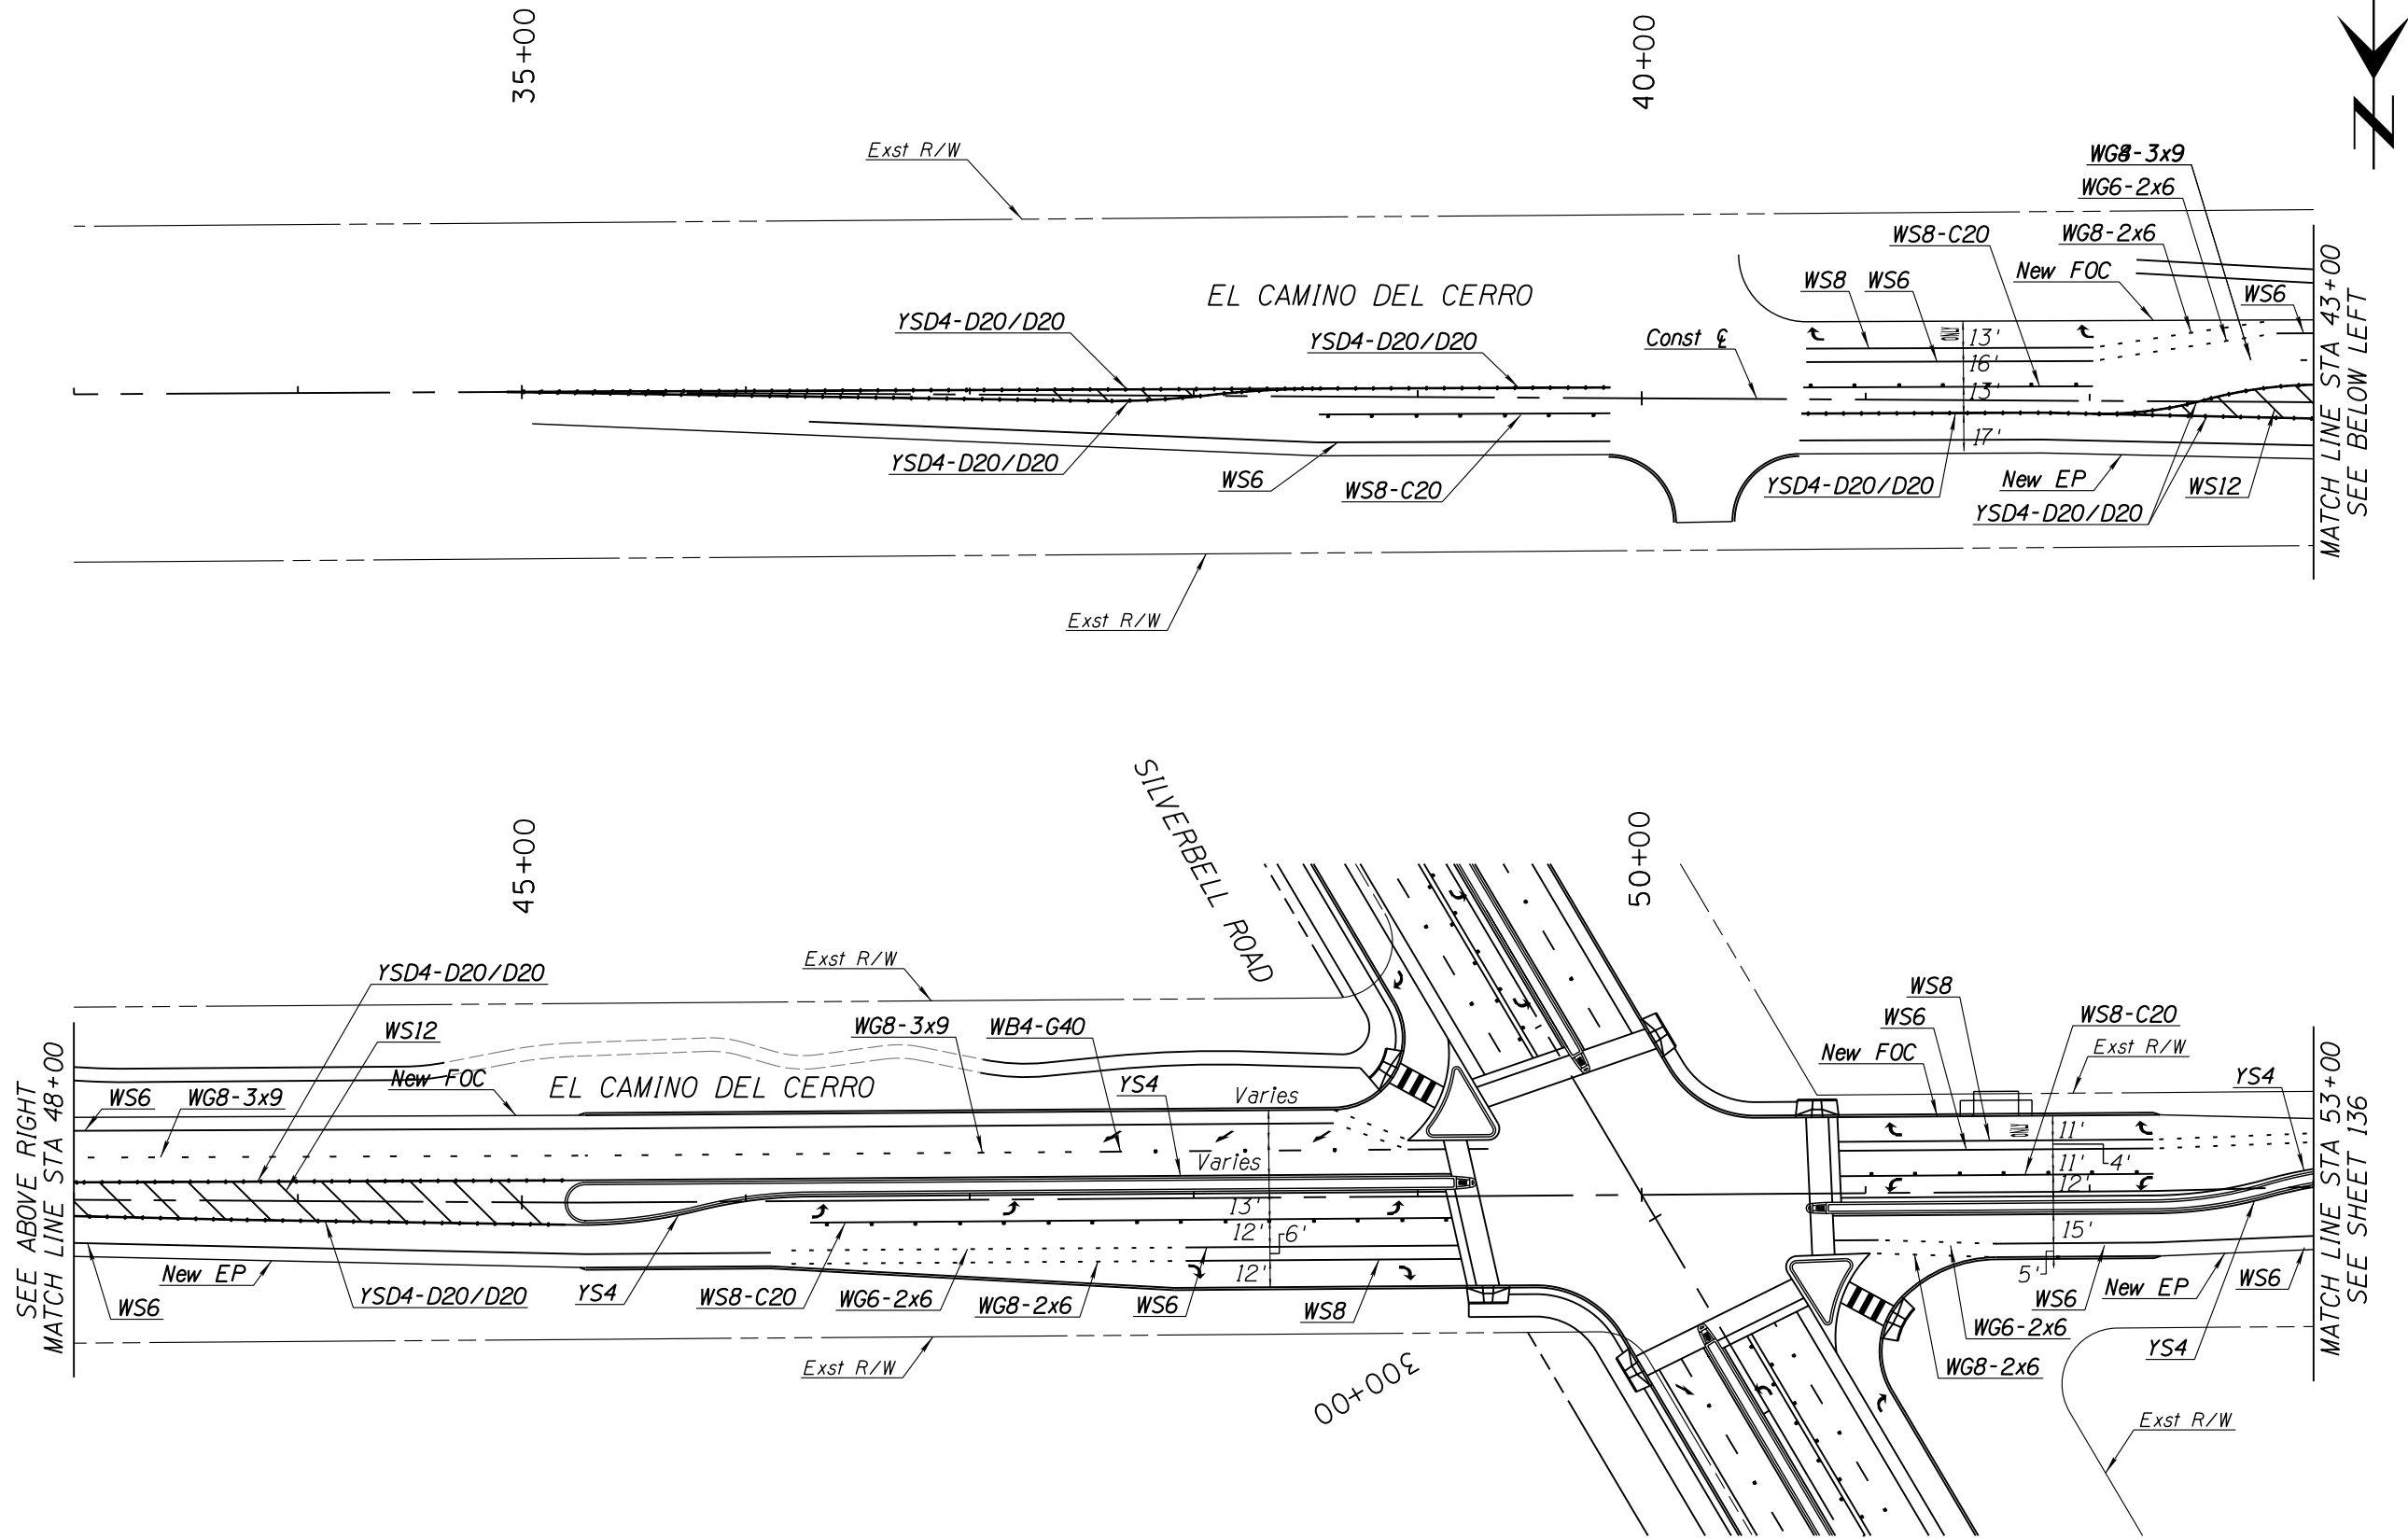 35+00
40+00
N
Exst R/W
WG8-3x9
WG6-2x6
WS8-C20
WG8-2x6
New FOC
WS8
WS6
WS6
EL CAMINO DEL CERRO
YSD4-D20/D20
YSD4-D20/D20
Const ℄
13'
16'
13'
17'
YSD4-D20/D20
WS6
WS8-C20
YSD4-D20/D20
New EP
WS12
YSD4-D20/D20
Exst R/W
MATCH LINE STA 43+00
SEE BELOW LEFT
45+00
SILVERBELL ROAD
50+00
YSD4-D20/D20
Exst R/W
WS12
WG8-3x9
WB4-G40
WS8
WS6
WS8-C20
New FOC
Exst R/W
SEE ABOVE RIGHT
MATCH LINE STA 48+00
WS6
WG8-3x9
New FOC
EL CAMINO DEL CERRO
YS4
Varies
Varies
YS4
11'
11'
4'
12'
13'
12'
6'
12'
15'
5'
New EP
WS6
YSD4-D20/D20
YS4
WS8-C20
WG6-2x6
WG8-2x6
WS6
WS8
WS6
New EP
WS6
WG6-2x6
YS4
WG8-2x6
Exst R/W
300+00
Exst R/W
MATCH LINE STA 53+00
SEE SHEET 136